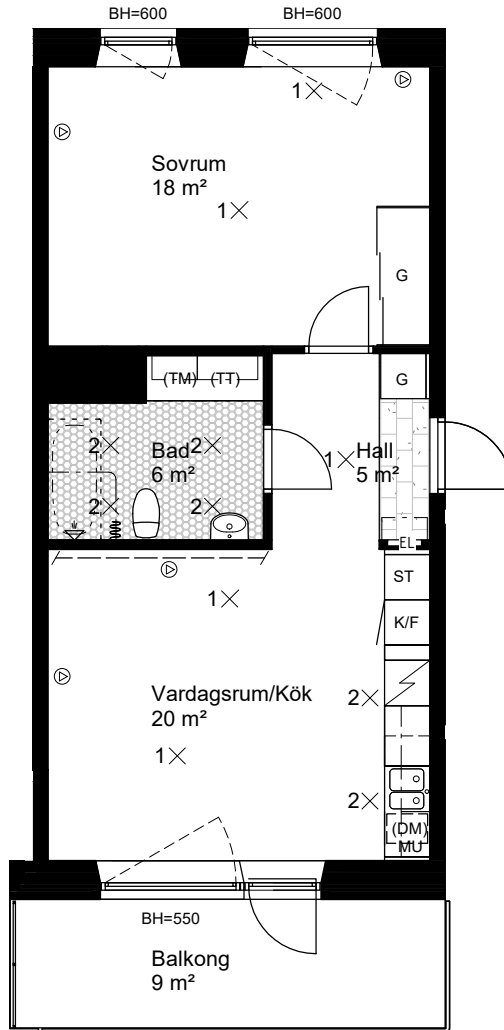 BH=600
BH=600
1
Sovrum
18 m²
1
G
(TM)
(TT)
G
2
Bad
6 m²
2
1
Hall
5 m²
2
2
EL
ST
1
K/F
Vardagsrum/Kök
20 m²
2
1
2
(DM)
MU
BH=550
Balkong
9 m²